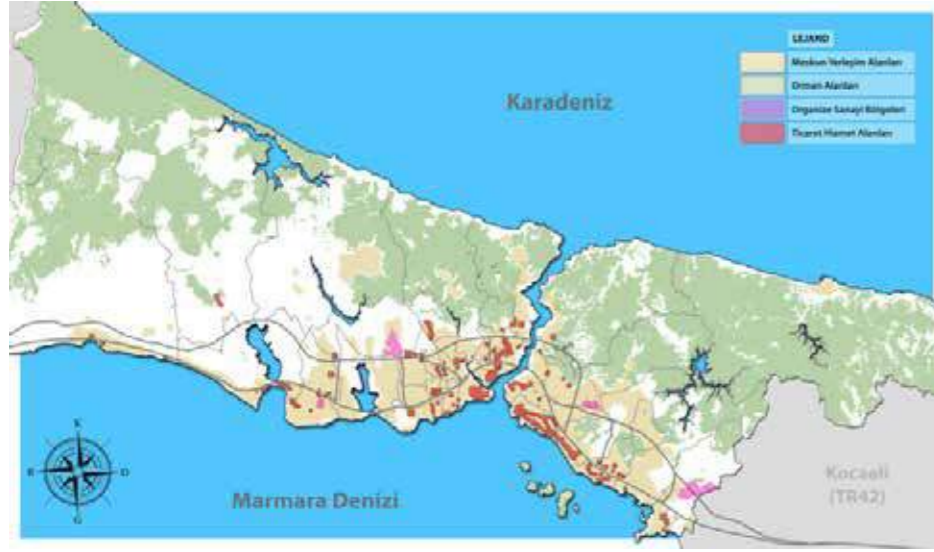 LEJAND
Meskun Yerleşim Alanları
Orman Alanları
Organize Sanayi Bölgeleri
Ticaret Hizmet Alanları
Karadeniz
K
B
D
G
Marmara Denizi
Kocaeli
(TR42)